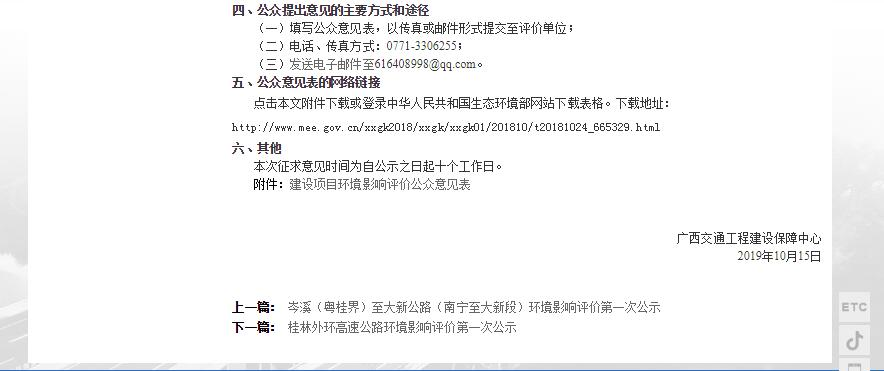 四、公众提出意见的主要方式和途径
（一）填写公众意见表，以传真或邮件形式提交至评价单位；
（二）电话、传真方式：0771-3306255；
（三）发送电子邮件至616408998@qq.com。
五、公众意见表的网络链接
点击本文附件下载或登录中华人民共和国生态环境部网站下载表格。下载地址：
http://www.mee.gov.cn/xxgk2018/xxgk/xxgk01/201810/t20181024_665329.html
六、其他
本次征求意见时间为自公示之日起十个工作日。
附件：建设项目环境影响评价公众意见表
广西交通工程建设保障中心
2019年10月15日
上一篇： 岑溪（粤桂界）至大新公路（南宁至大新段）环境影响评价第一次公示
下一篇： 桂林外环高速公路环境影响评价第一次公示
ETC